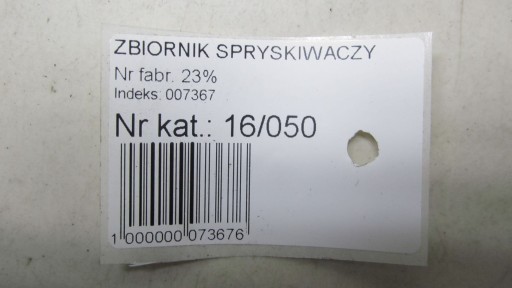 ZBIORNIK SPRYSKIWACZY
Nr fabr. 23%
Indeks: 007367
Nr kat.: 16/050
1 000000 073676